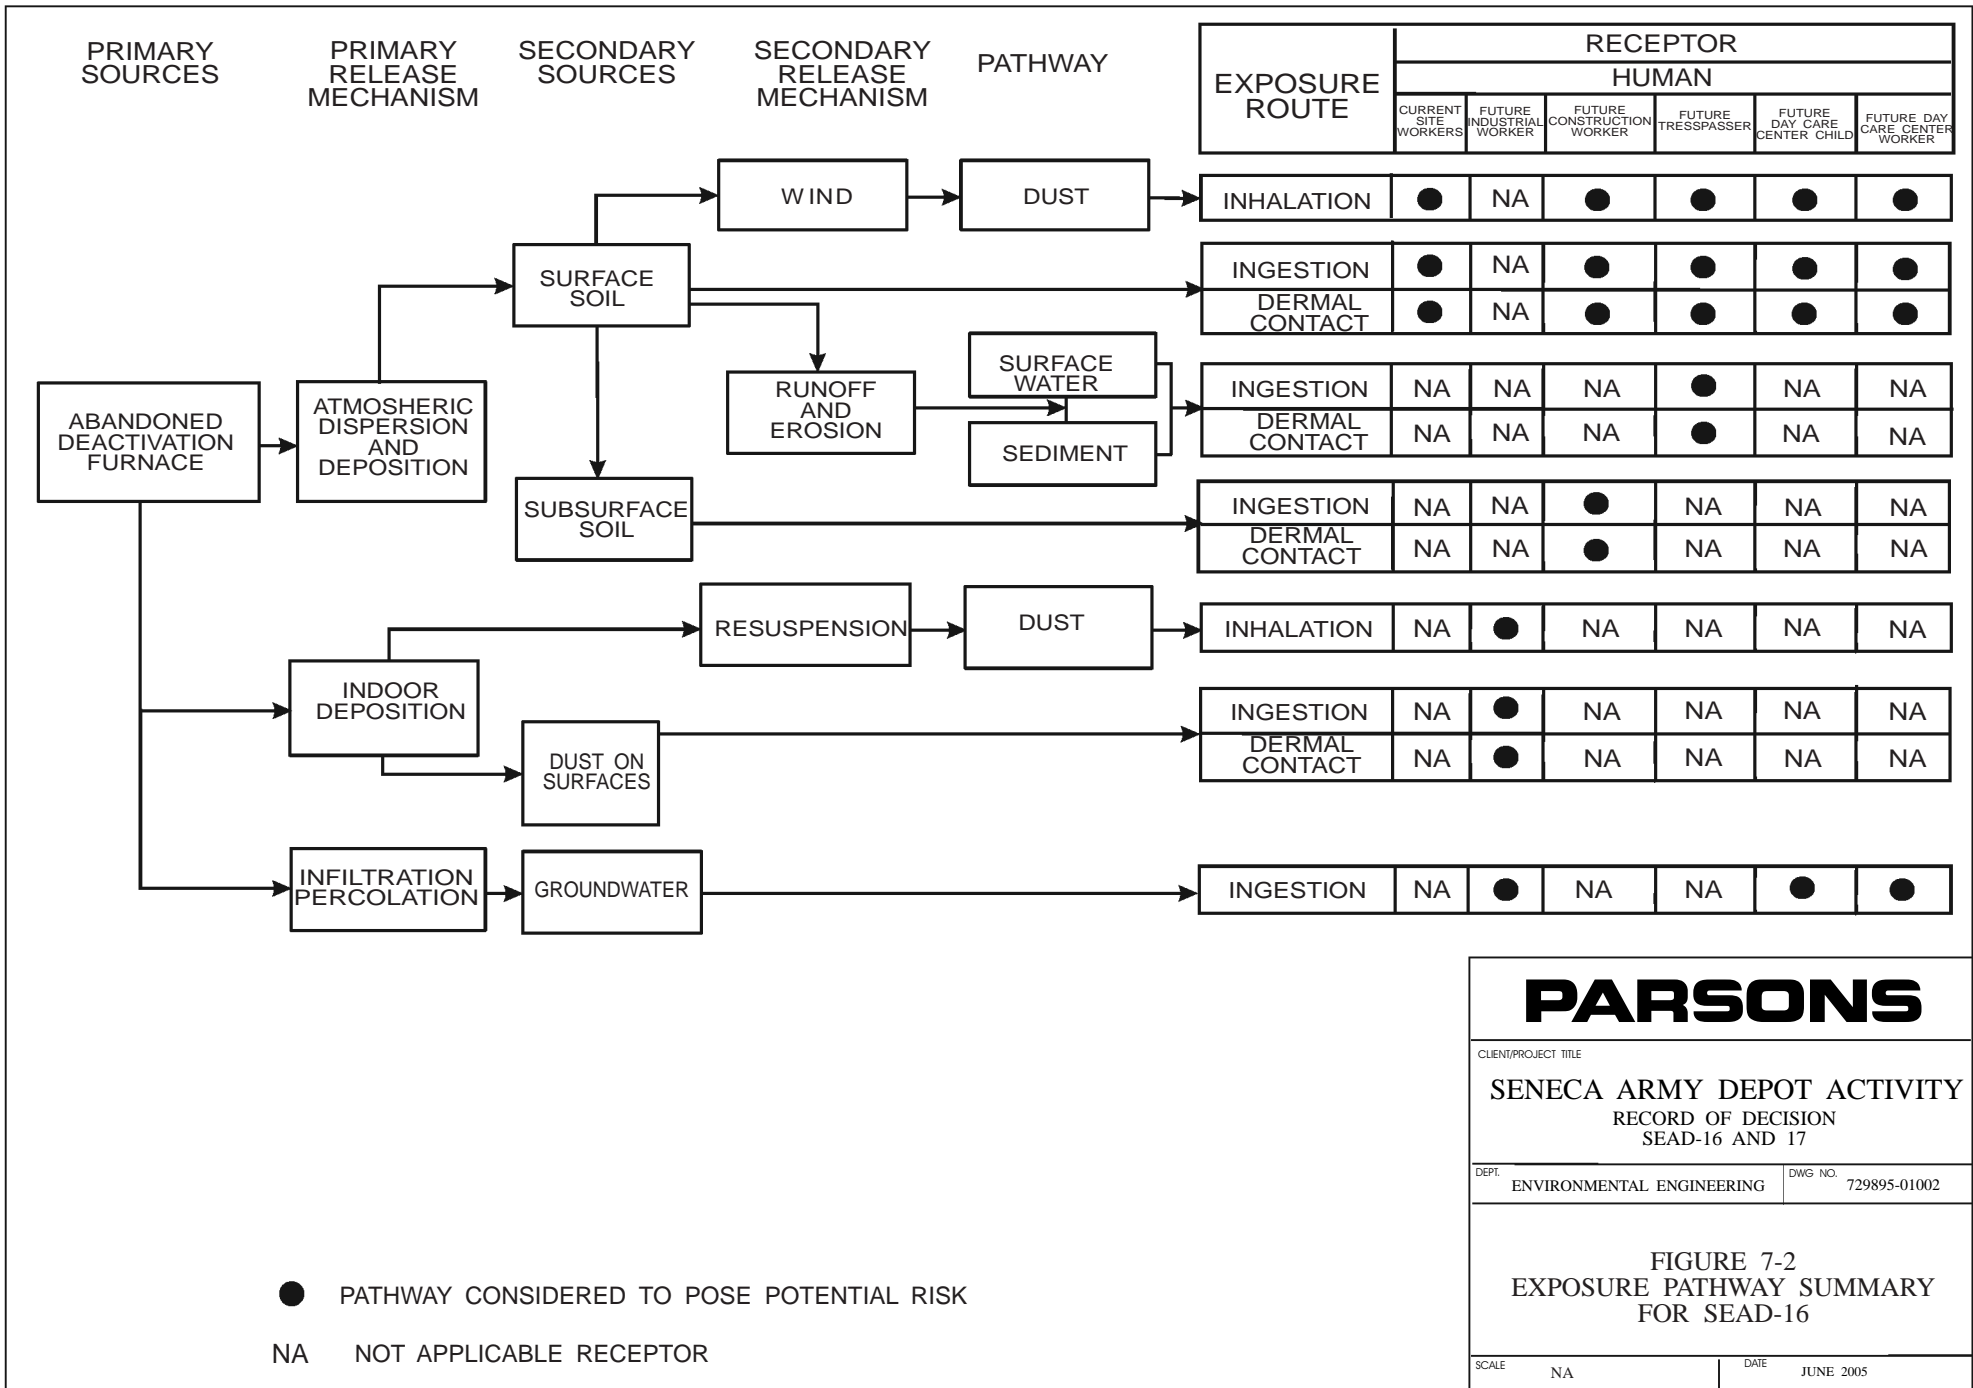 PRIMARY
SOURCES
PRIMARY
RELEASE
MECHANISM
SECONDARY
SOURCES
SECONDARY
RELEASE
MECHANISM
PATHWAY
EXPOSURE
ROUTE
RECEPTOR
HUMAN
CURRENT
SITE
WORKERS
FUTURE
INDUSTRIAL
WORKER
FUTURE
CONSTRUCTION
WORKER
FUTURE
TRESSPASSER
FUTURE
DAY CARE
CENTER CHILD
FUTURE DAY
CARE CENTER
WORKER
WIND
DUST
INHALATION NA
SURFACE
SOIL
INGESTION NA
DERMAL
CONTACT NA
ABANDONED
DEACTIVATION
FURNACE
ATMOSHERIC
DISPERSION
AND
DEPOSITION
RUNOFF
AND
EROSION
SURFACE
WATER
SEDIMENT
INGESTION NA NA NA NA NA
DERMAL
CONTACT NA NA NA NA NA
SUBSURFACE
SOIL
INGESTION NA NA NA NA NA
DERMAL
CONTACT NA NA NA NA NA
INDOOR
DEPOSITION
RESUSPENSION
DUST
INHALATION NA NA NA NA NA
DUST ON
SURFACES
INGESTION NA NA NA NA NA
DERMAL
CONTACT NA NA NA NA NA
INFILTRATION
PERCOLATION
GROUNDWATER
INGESTION NA NA NA
PATHWAY CONSIDERED TO POSE POTENTIAL RISK
NA NOT APPLICABLE RECEPTOR
PARSONS
CLIENT/PROJECT TITLE
SENECA ARMY DEPOT ACTIVITY
RECORD OF DECISION
SEAD-16 AND 17
DEPT. ENVIRONMENTAL ENGINEERING
DWG NO. 729895-01002
FIGURE 7-2
EXPOSURE PATHWAY SUMMARY
FOR SEAD-16
SCALE NA
DATE JUNE 2005